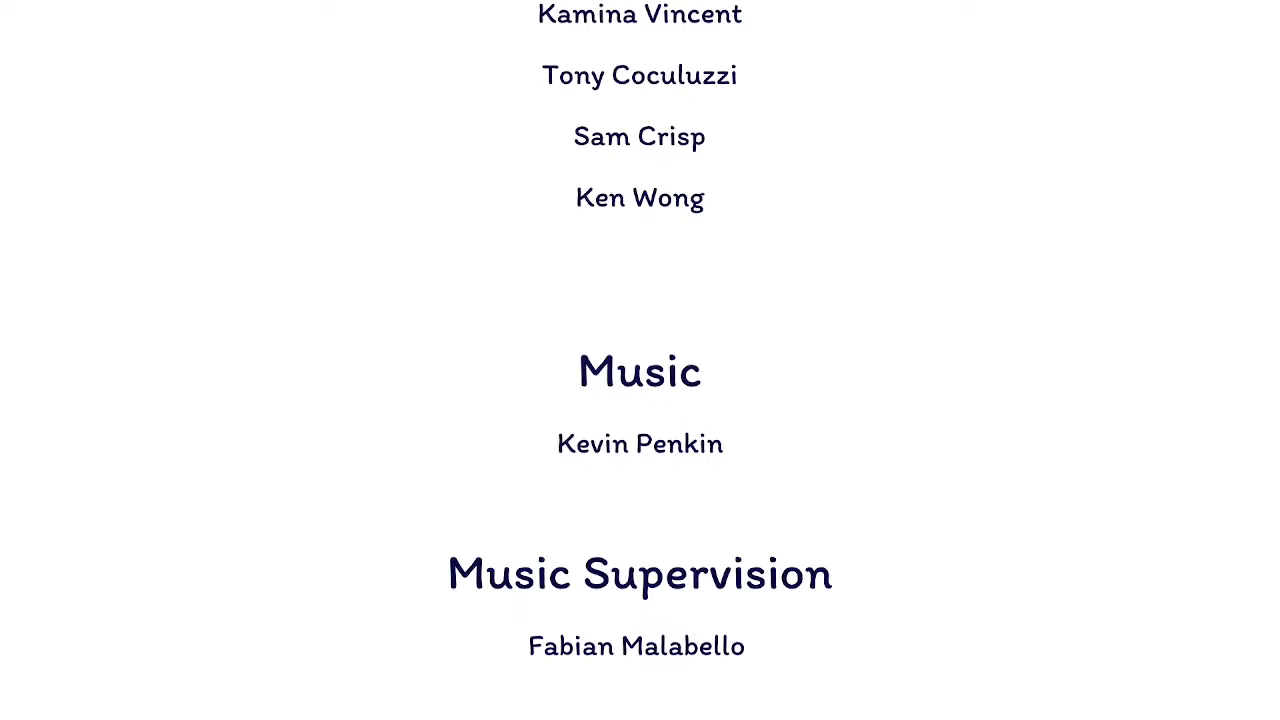 Kamina Vincent
Tony Coculuzzi
Sam Crisp
Ken Wong
Music
Kevin Penkin
Music Supervision
Fabian Malabello